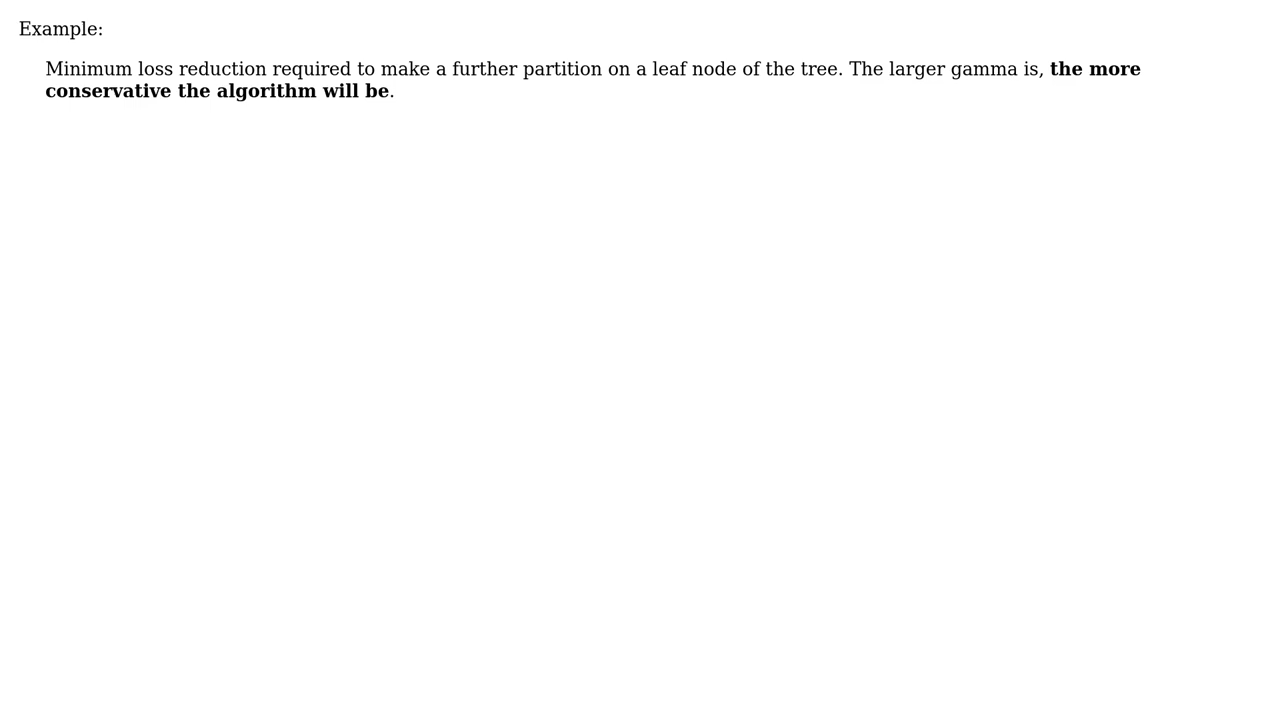 Example:
Minimum loss reduction required to make a further partition on a leaf node of the tree. The larger gamma is, the more
conservative the algorithm will be.